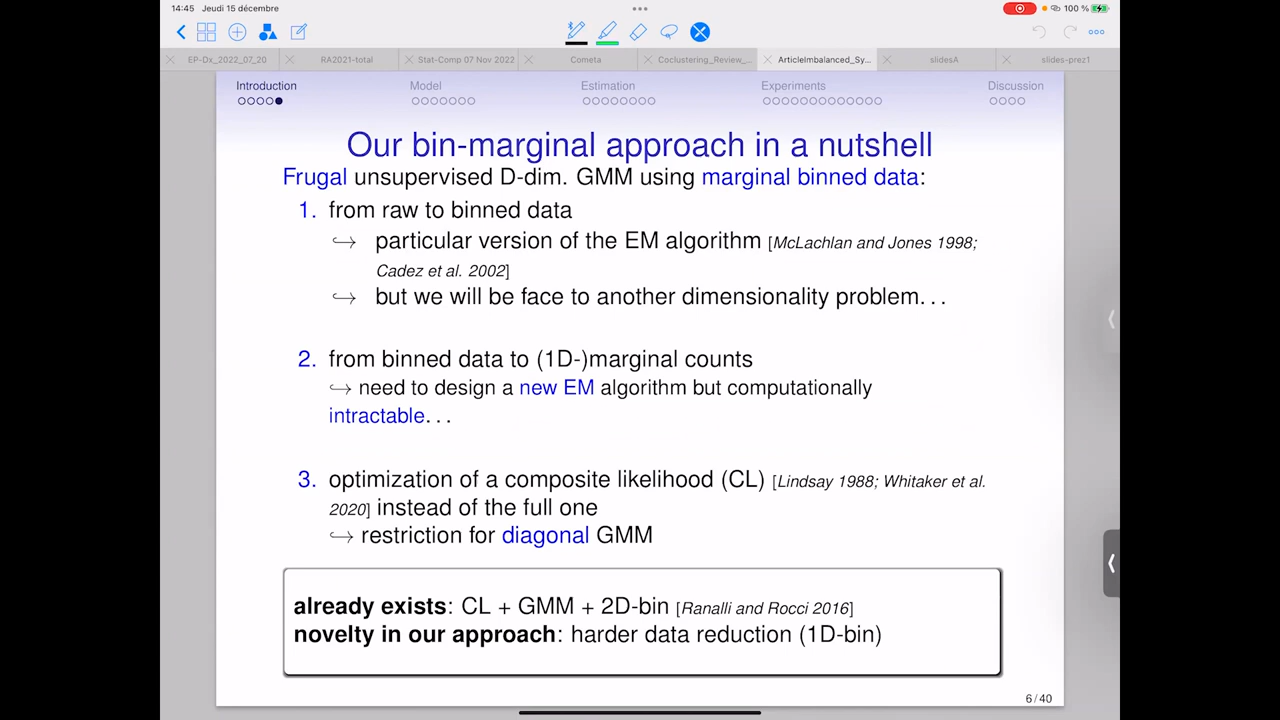 14:45 Jeudi 15 décembre
100 %
EP-Dx_2022_07_20
RA2021-total
Stat-Comp 07 Nov 2022
Cometa
Coclustering_Review_...
ArticleImbalanced_Sy...
slidesA
slides-prez1
Introduction
Model
Estimation
Experiments
Discussion
Our bin-marginal approach in a nutshell
Frugal unsupervised D-dim. GMM using marginal binned data:
1. from raw to binned data
↪ particular version of the EM algorithm [McLachlan and Jones 1998;
Cadez et al. 2002]
↪ but we will be face to another dimensionality problem...
2. from binned data to (1D-)marginal counts
↪ need to design a new EM algorithm but computationally
intractable...
3. optimization of a composite likelihood (CL) [Lindsay 1988; Whitaker et al.
2020] instead of the full one
↪ restriction for diagonal GMM
already exists: CL + GMM + 2D-bin [Ranalli and Rocci 2016]
novelty in our approach: harder data reduction (1D-bin)
6 / 40